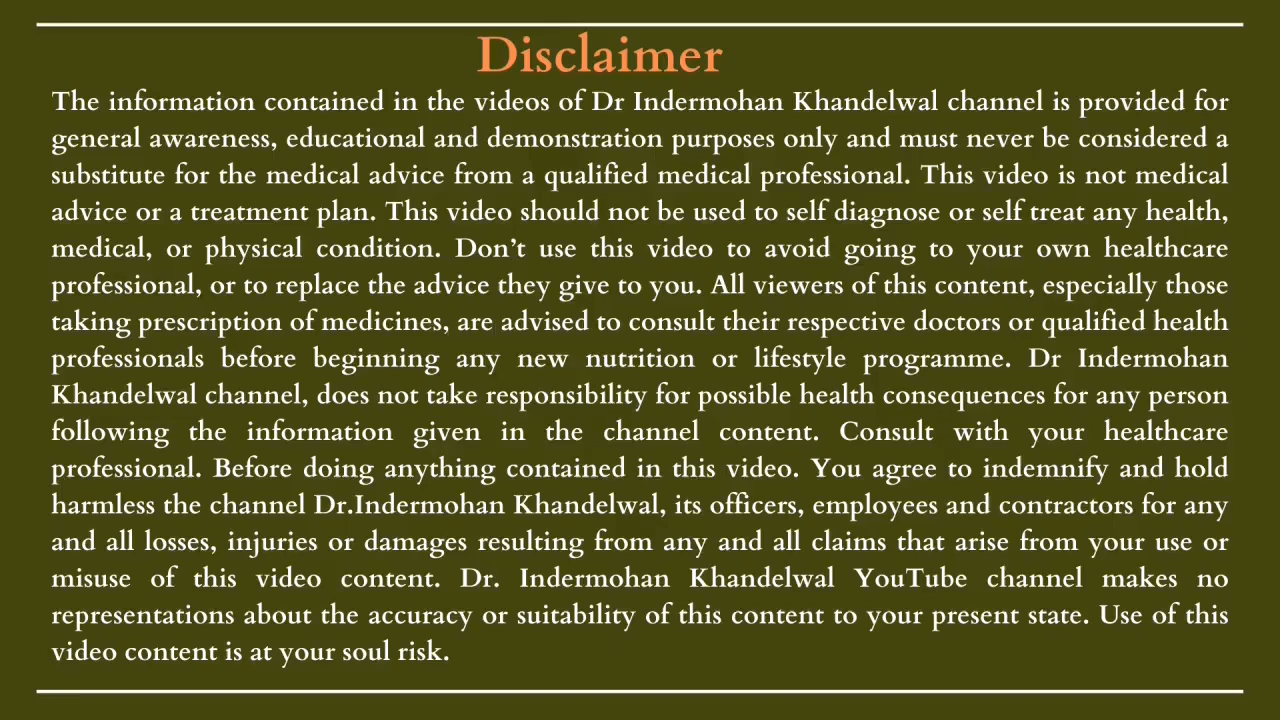 Disclaimer
The information contained in the videos of Dr Indermohan Khandelwal channel is provided for
general awareness, educational and demonstration purposes only and must never be considered a
substitute for the medical advice from a qualified medical professional. This video is not medical
advice or a treatment plan. This video should not be used to self diagnose or self treat any health,
medical, or physical condition. Don’t use this video to avoid going to your own healthcare
professional, or to replace the advice they give to you. All viewers of this content, especially those
taking prescription of medicines, are advised to consult their respective doctors or qualified health
professionals before beginning any new nutrition or lifestyle programme. Dr Indermohan
Khandelwal channel, does not take responsibility for possible health consequences for any person
following the information given in the channel content. Consult with your healthcare
professional. Before doing anything contained in this video. You agree to indemnify and hold
harmless the channel Dr.Indermohan Khandelwal, its officers, employees and contractors for any
and all losses, injuries or damages resulting from any and all claims that arise from your use or
misuse of this video content. Dr. Indermohan Khandelwal YouTube channel makes no
representations about the accuracy or suitability of this content to your present state. Use of this
video content is at your soul risk.